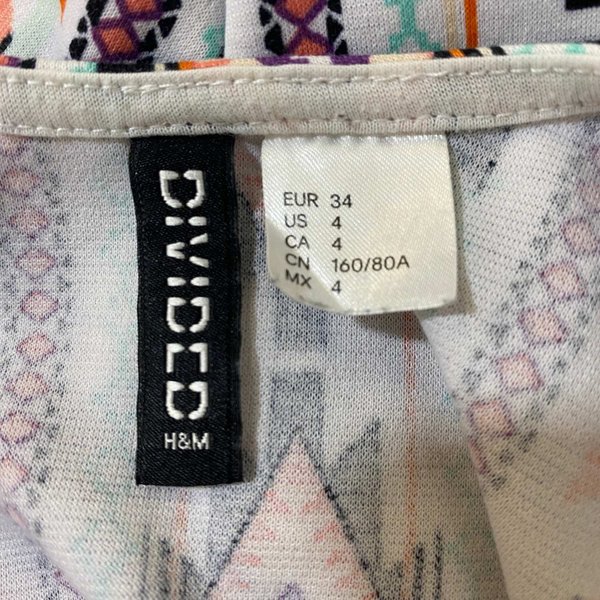 DIVIDED
H&M
EUR 34
US 4
CA 4
CN 160/80A
MX 4